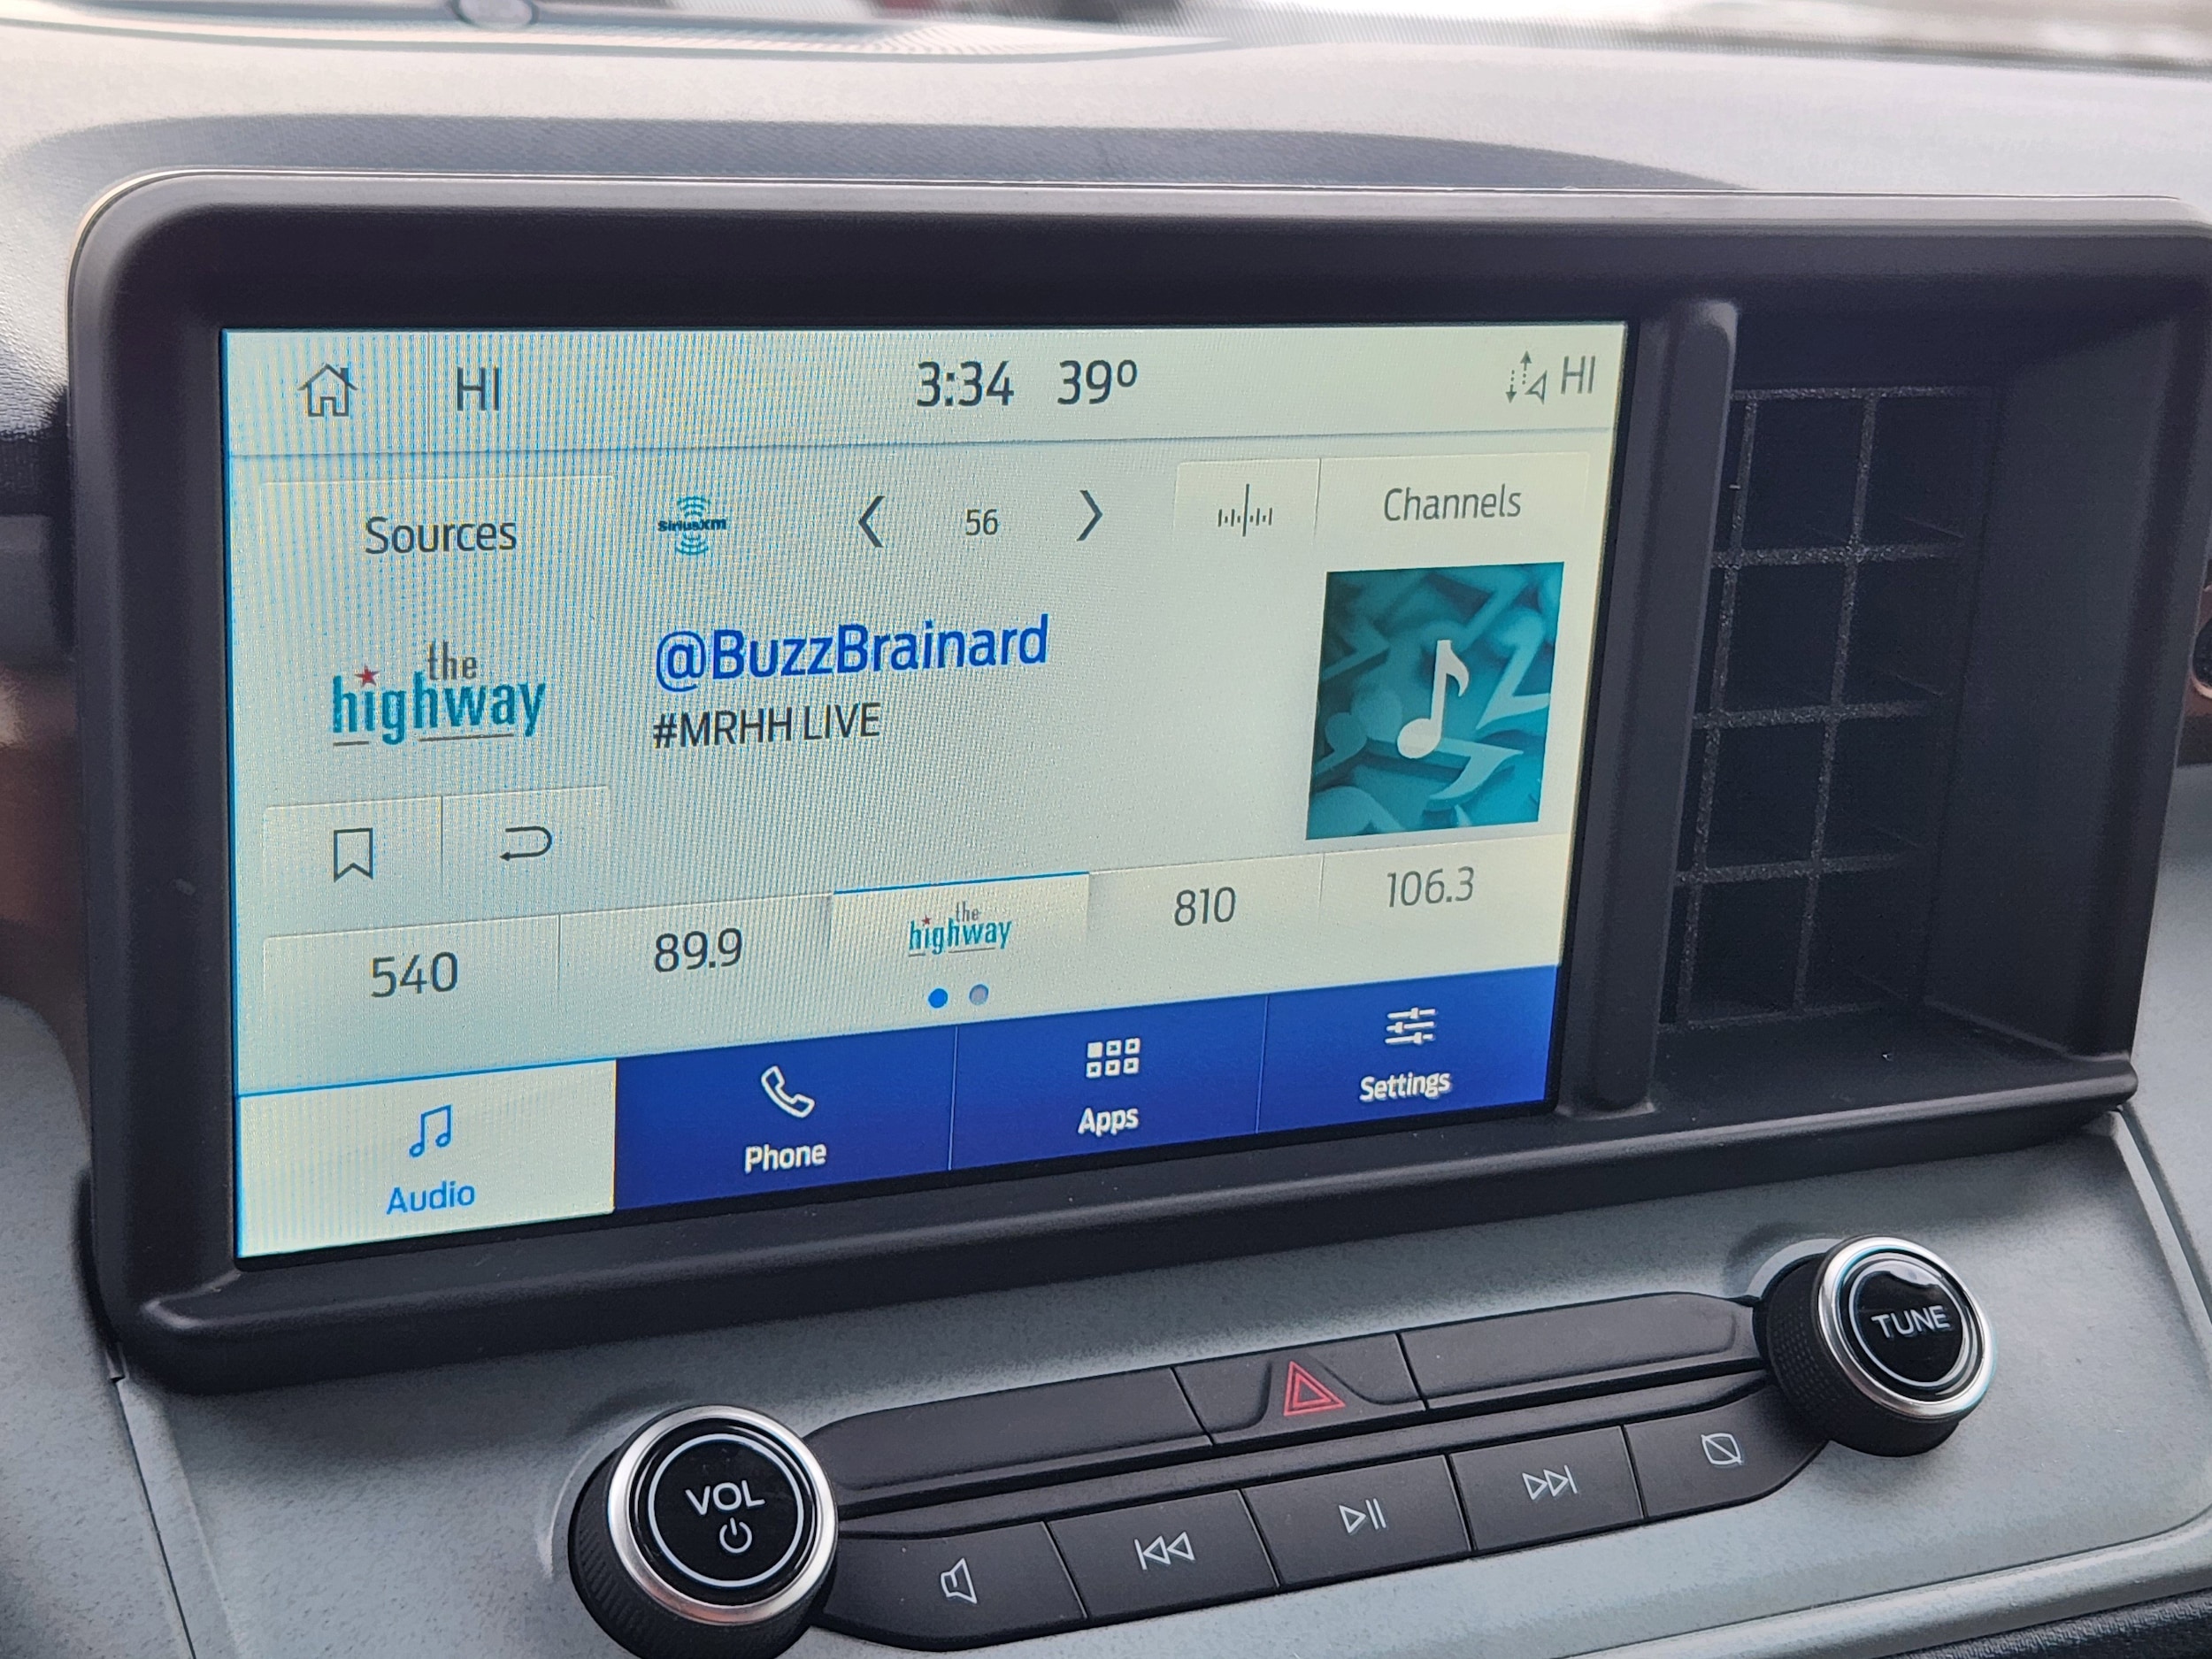 HI 3:34 39º HI
Sources SiriusXM 56 Channels
the
highway
@BuzzBrainard
#MRHH LIVE
540 89.9 the highway 810 106.3
Audio Phone Apps Settings
TUNE
VOL